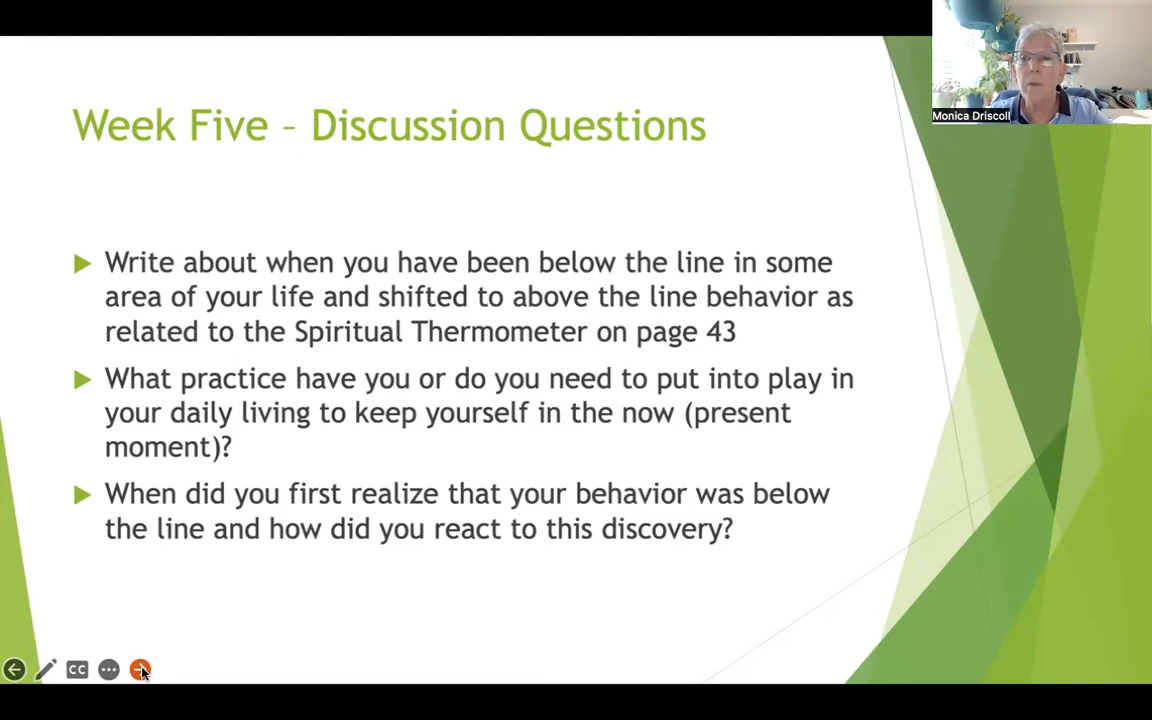 Monica Driscoll
Week Five – Discussion Questions
Write about when you have been below the line in some
area of your life and shifted to above the line behavior as
related to the Spiritual Thermometer on page 43
What practice have you or do you need to put into play in
your daily living to keep yourself in the now (present
moment)?
When did you first realize that your behavior was below
the line and how did you react to this discovery?
CC